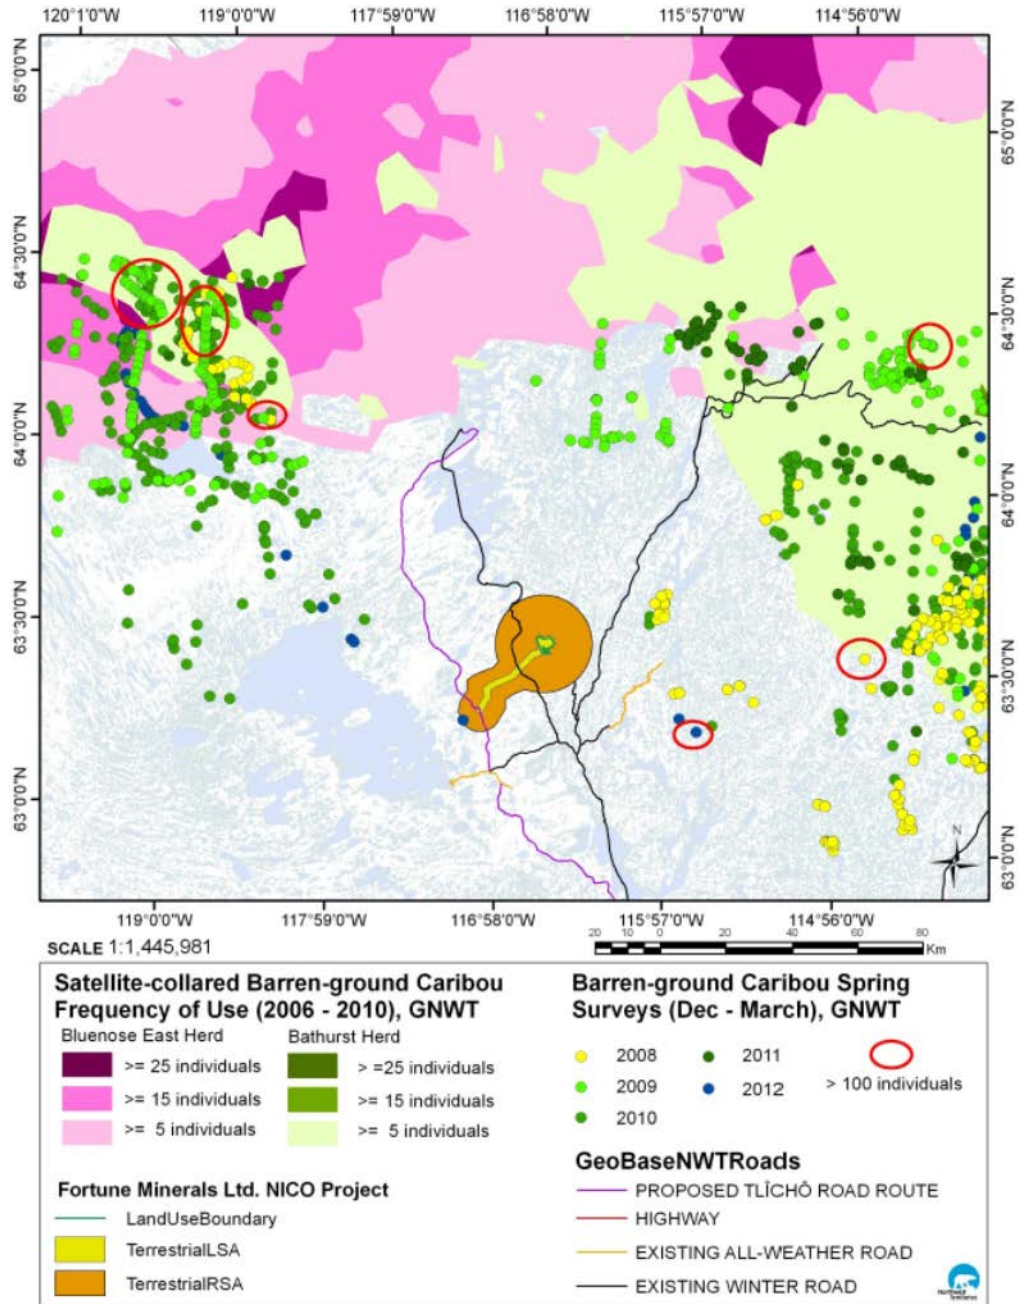 120°1'0"W 119°0'0"W 117°59'0"W 116°58'0"W 115°57'0"W 114°56'0"W
65°0'0"N
65°0'0"N
64°30'0"N
64°30'0"N
64°0'0"N
64°0'0"N
63°30'0"N
63°30'0"N
63°0'0"N
63°0'0"N
N
119°0'0"W 117°59'0"W 116°58'0"W 115°57'0"W 114°56'0"W
SCALE 1:1,445,981
20 10 0 20 40 60 80
Km
Satellite-collared Barren-ground Caribou
Frequency of Use (2006 - 2010), GNWT
Bluenose East Herd Bathurst Herd
>= 25 individuals > =25 individuals
>= 15 individuals >= 15 individuals
>= 5 individuals >= 5 individuals
Barren-ground Caribou Spring
Surveys (Dec - March), GNWT
2008 2011
2009 2012 > 100 individuals
2010
Fortune Minerals Ltd. NICO Project
LandUseBoundary
TerrestrialLSA
TerrestrialRSA
GeoBaseNWTRoads
PROPOSED TLÎCHÔ ROAD ROUTE
HIGHWAY
EXISTING ALL-WEATHER ROAD
EXISTING WINTER ROAD
Northwest
Territories